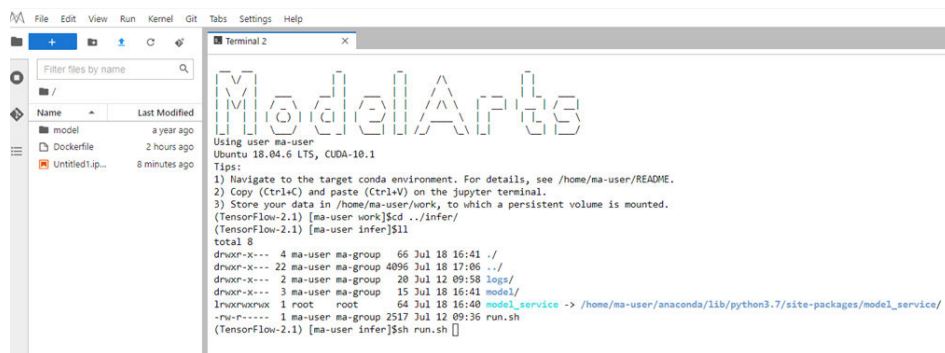 File Edit View Run Kernel Git Tabs Settings Help
Filter files by name
/
Name Last Modified
model a year ago
Dockerfile 2 hours ago
Untitled1.ip... 8 minutes ago
Terminal 2
ModelArts
Using user ma-user
Ubuntu 18.04.6 LTS, CUDA-10.1
Tips:
1) Navigate to the target conda environment. For details, see /home/ma-user/README.
2) Copy (Ctrl+C) and paste (Ctrl+V) on the jupyter terminal.
3) Store your data in /home/ma-user/work, to which a persistent volume is mounted.
(TensorFlow-2.1) [ma-user work]$cd ../infer/
(TensorFlow-2.1) [ma-user infer]$ll
total 8
drwxr-x--- 4 ma-user ma-group 66 Jul 18 16:41 ./
drwxr-x--- 22 ma-user ma-group 4096 Jul 18 17:06 ../
drwxr-x--- 2 ma-user ma-group 20 Jul 12 09:58 logs/
drwxr-x--- 3 ma-user ma-group 15 Jul 18 16:41 model/
lrwxrwxrwx 1 root root 64 Jul 18 16:40 model_service -> /home/ma-user/anaconda/lib/python3.7/site-packages/model_service/
-rw-r----- 1 ma-user ma-group 2517 Jul 12 09:36 run.sh
(TensorFlow-2.1) [ma-user infer]$sh run.sh